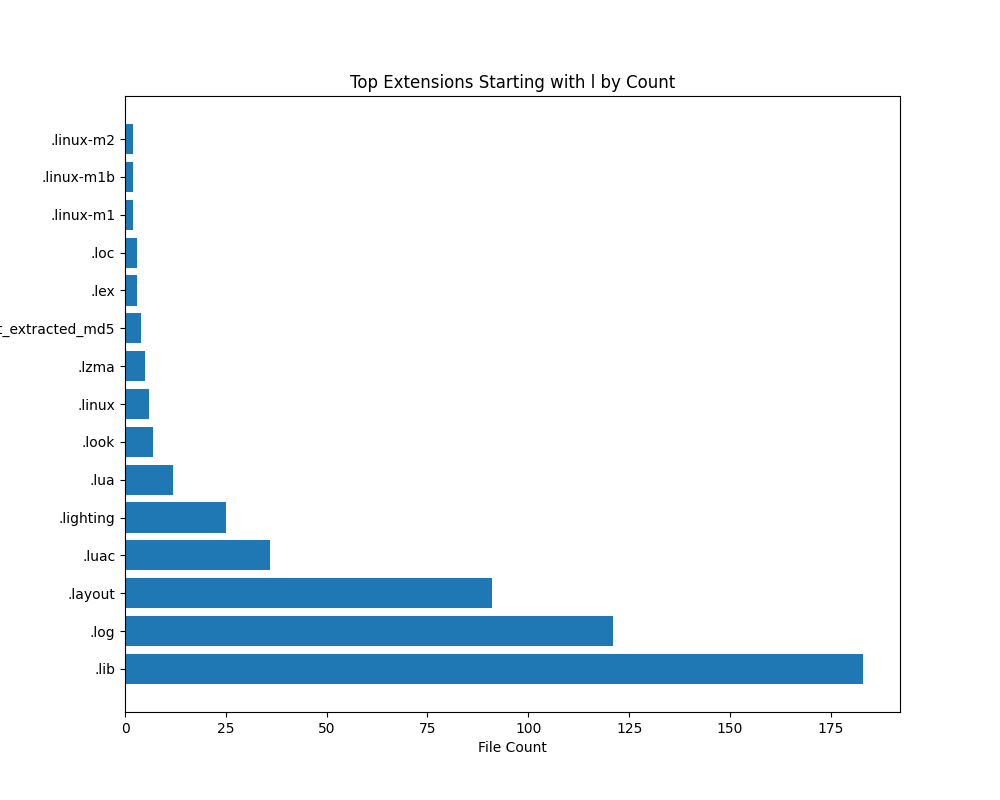 Top Extensions Starting with l by Count
.linux-m2
.linux-m1b
.linux-m1
.loc
.lex
t_extracted_md5
.lzma
.linux
.look
.lua
.lighting
.luac
.layout
.log
.lib
0 25 50 75 100 125 150 175
File Count